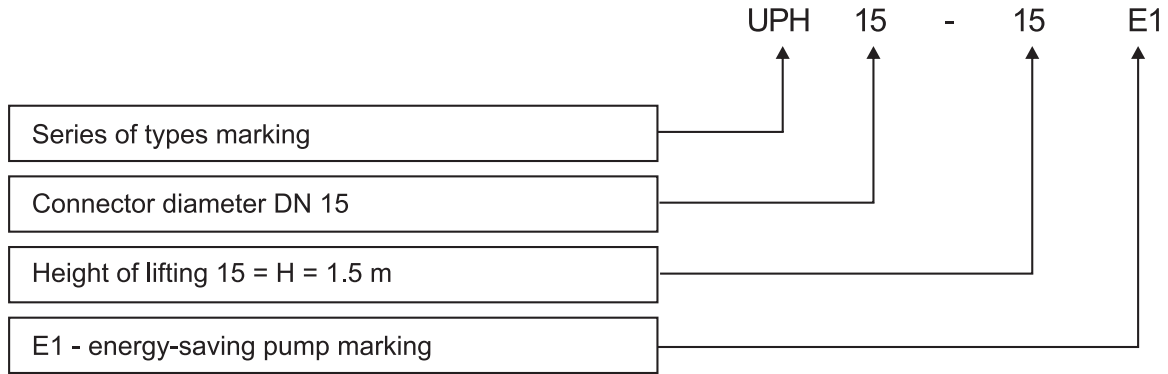 UPH 15 - 15 E1
Series of types marking
Connector diameter DN 15
Height of lifting 15 = H = 1.5 m
E1 - energy-saving pump marking